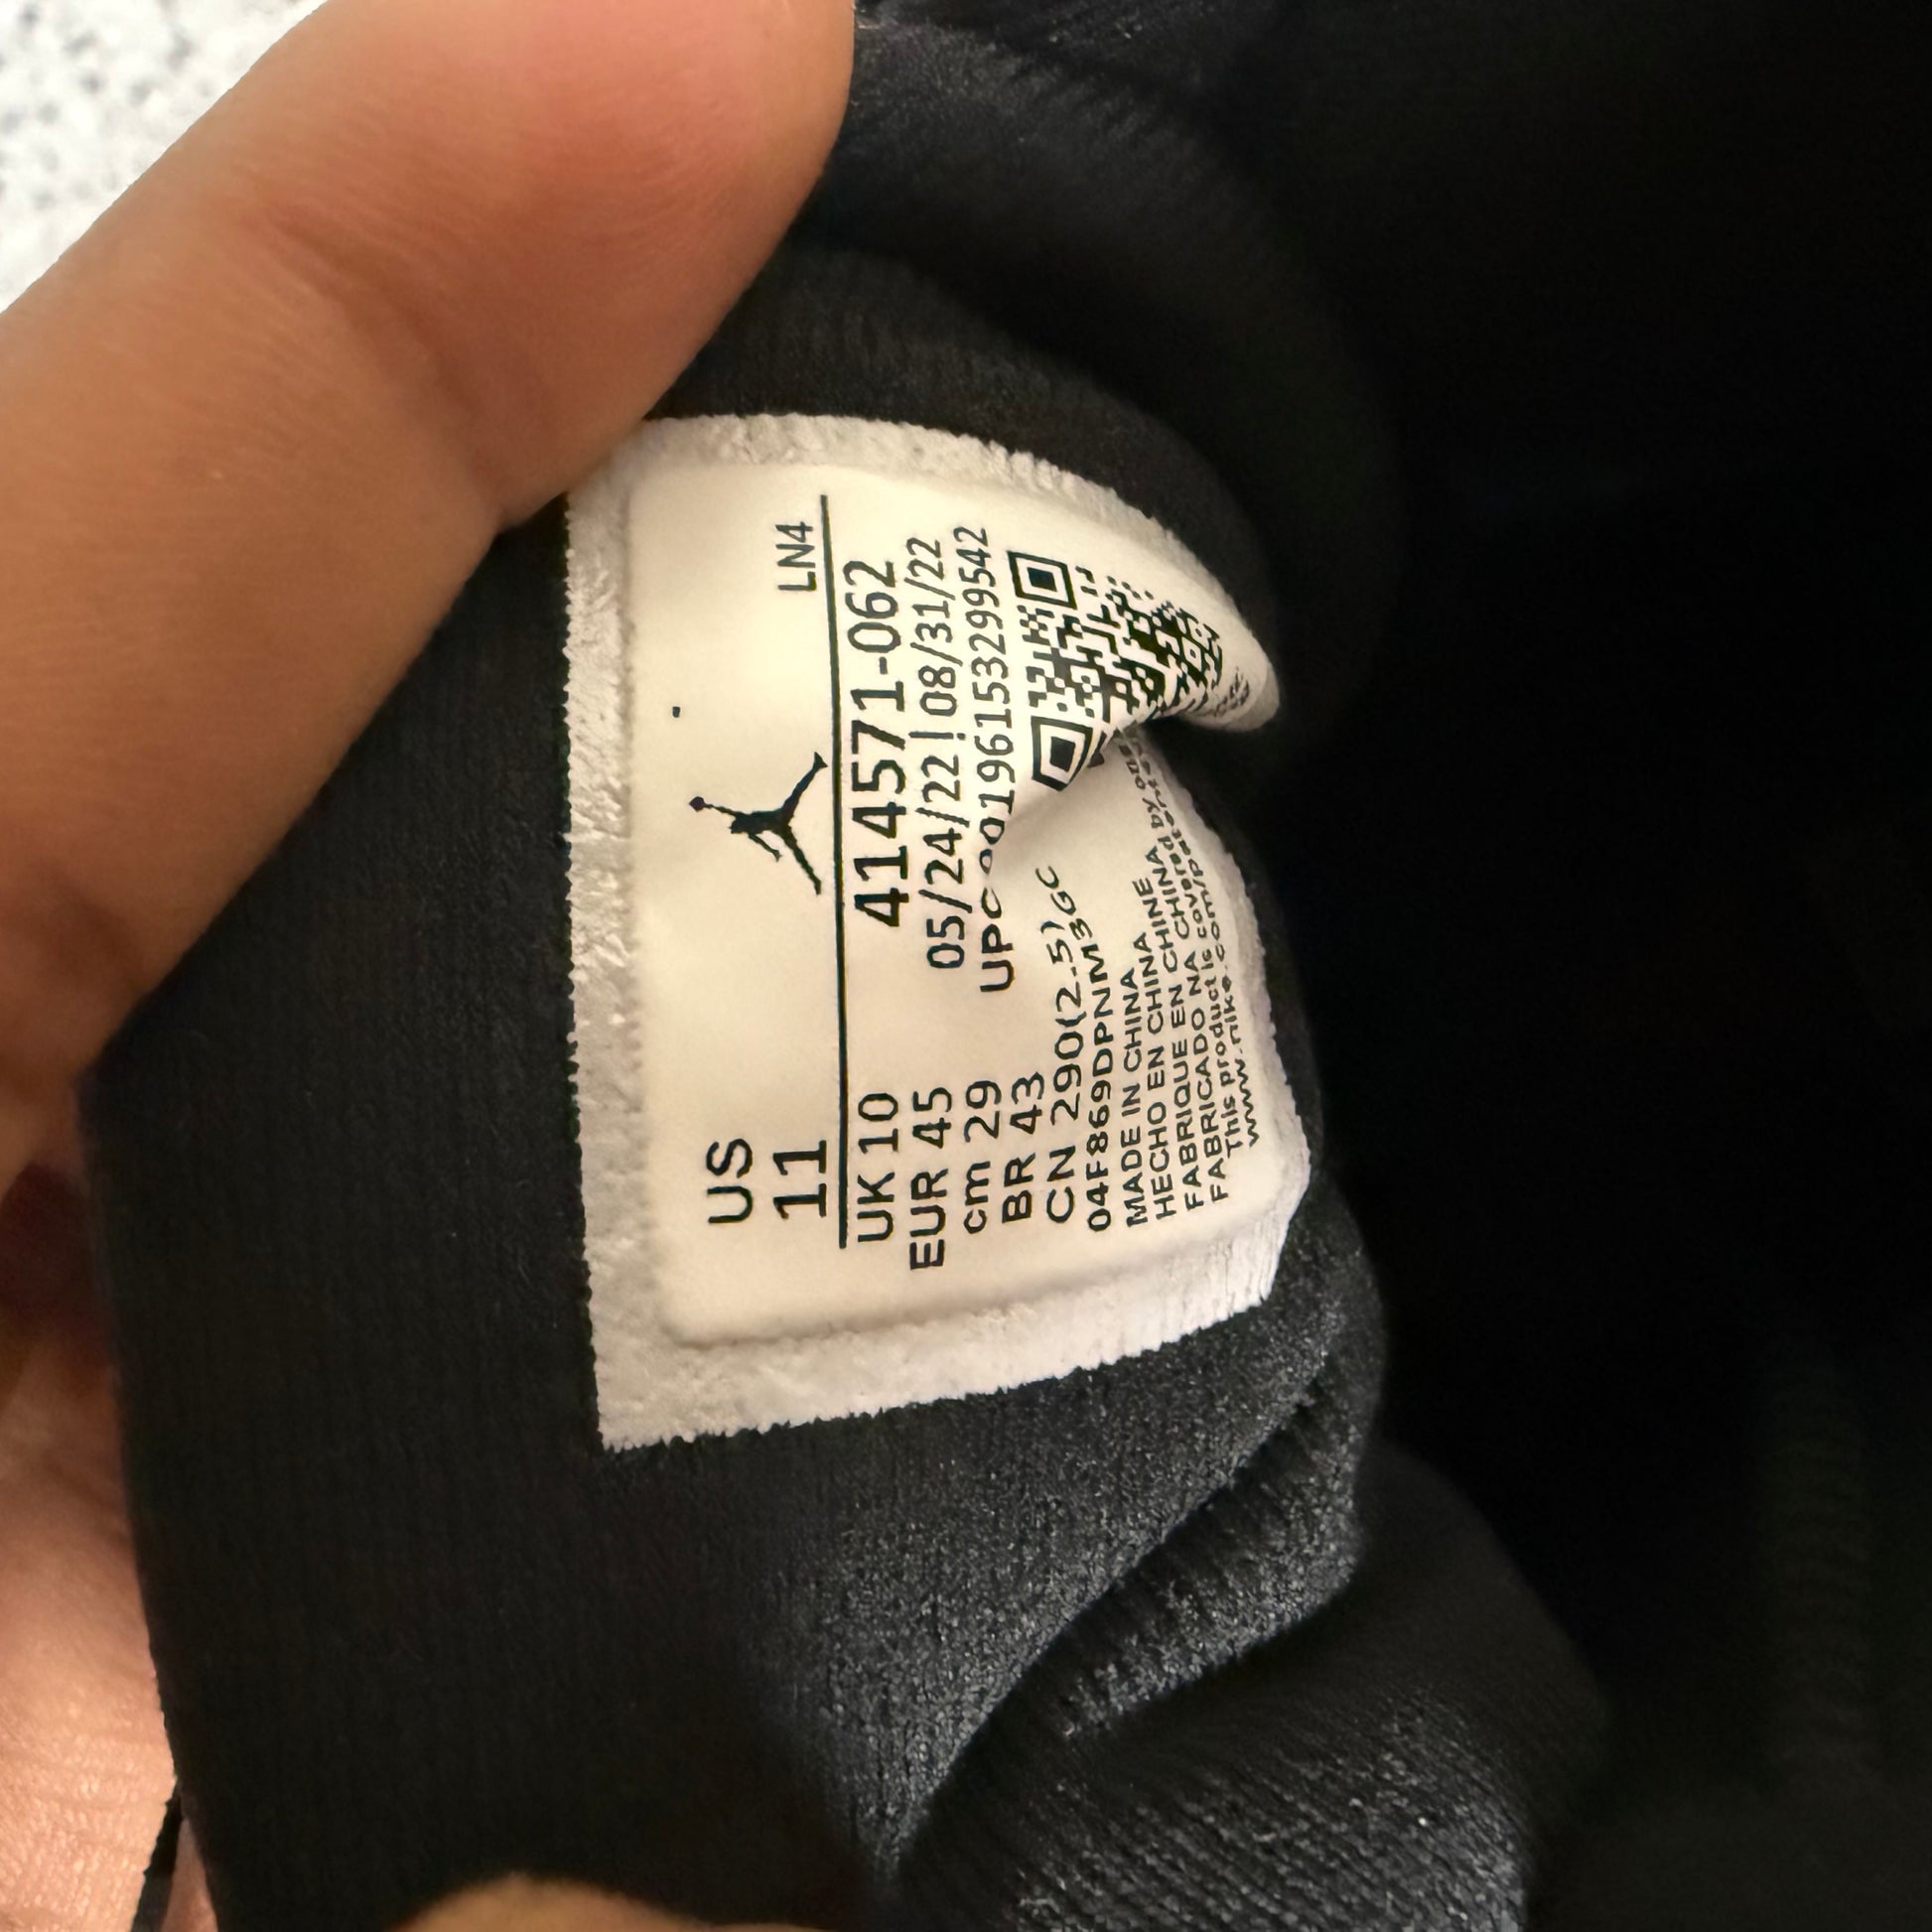 US
11
LN4
UK 10
EUR 45
cm 29
BR 43
CN 290(2.5)
04F869DPNM3GC
414571-062
05/24/22|08/31/22
196153299542
MADE IN CHINA
HECHO EN CHINA
FABRIQUE EN CHINE
FABRICADO NA CHINA
This product is covered by one
www.nike.com/patents